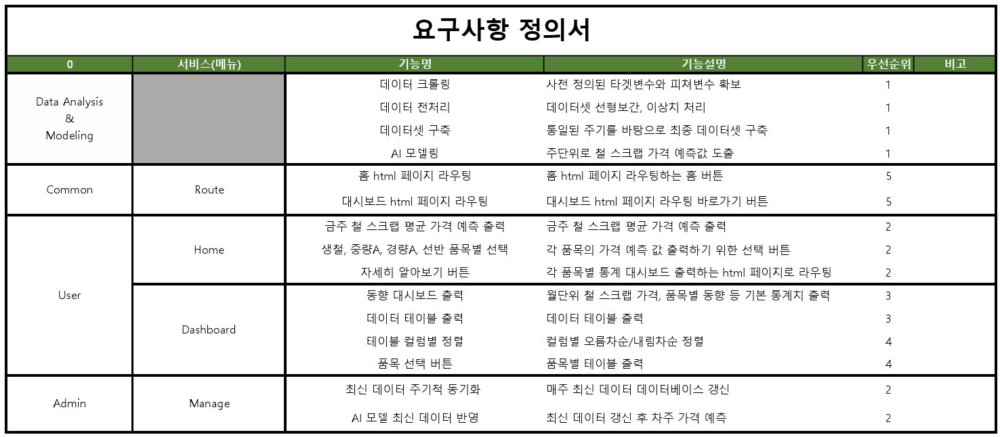 요구사항 정의서
0 서비스(메뉴) 기능명 기능설명 우선순위 비고
Data Analysis
&
Modeling
데이터 크롤링 사전 정의된 타겟변수와 피쳐변수 확보 1
데이터 전처리 데이터셋 선형보간, 이상치 처리 1
데이터셋 구축 통일된 주기를 바탕으로 최종 데이터셋 구축 1
AI 모델링 주단위로 철 스크랩 가격 예측값 도출 1
Common
Route
홈 html 페이지 라우팅 홈 html 페이지 라우팅하는 홈 버튼 5
대시보드 html 페이지 라우팅 대시보드 html 페이지 라우팅 바로가기 버튼 5
User
Home
금주 철 스크랩 평균 가격 예측 출력 금주 철 스크랩 평균 가격 예측 출력 2
생철, 중량A, 경량A, 선반 품목별 선택 각 품목의 가격 예측 값 출력하기 위한 선택 버튼 2
자세히 알아보기 버튼 각 품목별 통계 대시보드 출력하는 html 페이지로 라우팅 2
Dashboard
동향 대시보드 출력 월단위 철 스크랩 가격, 품목별 동향 등 기본 통계치 출력 3
데이터 테이블 출력 데이터 테이블 출력 3
테이블 컬럼별 정렬 컬럼별 오름차순/내림차순 정렬 4
품목 선택 버튼 품목별 테이블 출력 4
Admin
Manage
최신 데이터 주기적 동기화 매주 최신 데이터 데이터베이스 갱신 2
AI 모델 최신 데이터 반영 최신 데이터 갱신 후 차주 가격 예측 2